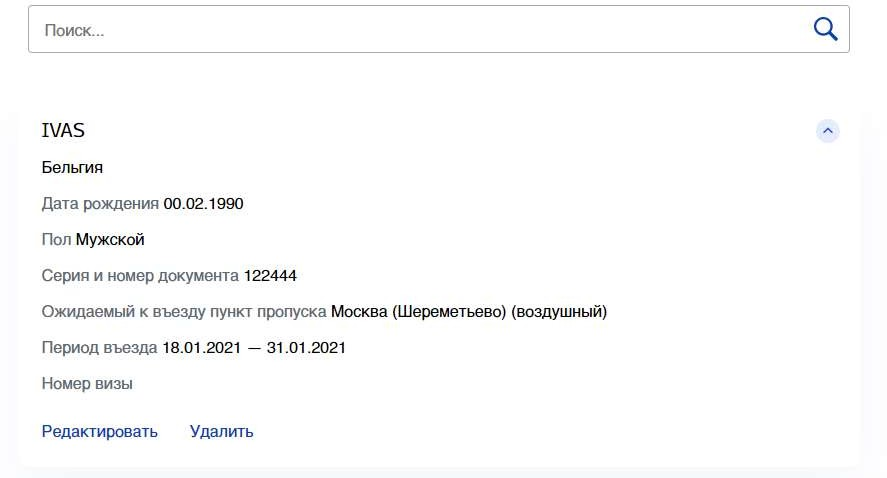 Поиск...
IVAS
Бельгия
Дата рождения 00.02.1990
Пол Мужской
Серия и номер документа 122444
Ожидаемый к въезду пункт пропуска Москва (Шереметьево) (воздушный)
Период въезда 18.01.2021 — 31.01.2021
Номер визы
Редактировать Удалить